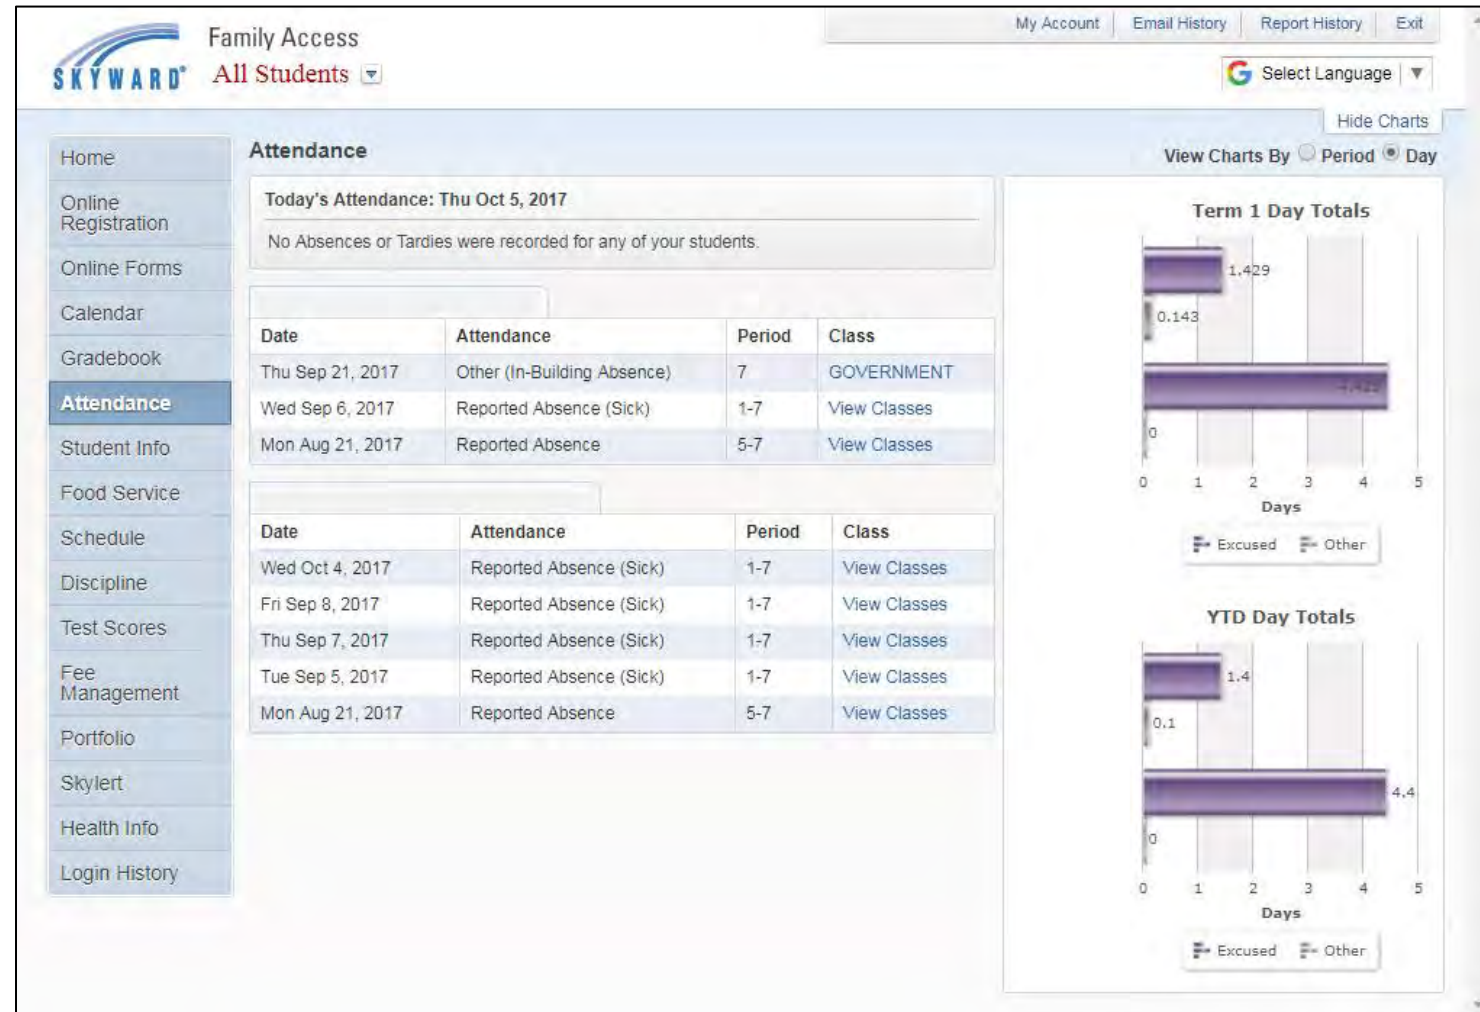 My Account Email History Report History Exit
SKYWARD®
Family Access
All Students
Select Language
Hide Charts
Home
Online
Registration
Online Forms
Calendar
Gradebook
Attendance
Student Info
Food Service
Schedule
Discipline
Test Scores
Fee
Management
Portfolio
Skylert
Health Info
Login History
Attendance
Today's Attendance: Thu Oct 5, 2017
No Absences or Tardies were recorded for any of your students.
Date Attendance Period Class
Thu Sep 21, 2017 Other (In-Building Absence) 7 GOVERNMENT
Wed Sep 6, 2017 Reported Absence (Sick) 1-7 View Classes
Mon Aug 21, 2017 Reported Absence 5-7 View Classes
Date Attendance Period Class
Wed Oct 4, 2017 Reported Absence (Sick) 1-7 View Classes
Fri Sep 8, 2017 Reported Absence (Sick) 1-7 View Classes
Thu Sep 7, 2017 Reported Absence (Sick) 1-7 View Classes
Tue Sep 5, 2017 Reported Absence (Sick) 1-7 View Classes
Mon Aug 21, 2017 Reported Absence 5-7 View Classes
View Charts By Period Day
Term 1 Day Totals
1.429
0.143
0
0 1 2 3 4 5
Days
Excused Other
YTD Day Totals
1.4
0.1
4.4
0
0 1 2 3 4 5
Days
Excused Other